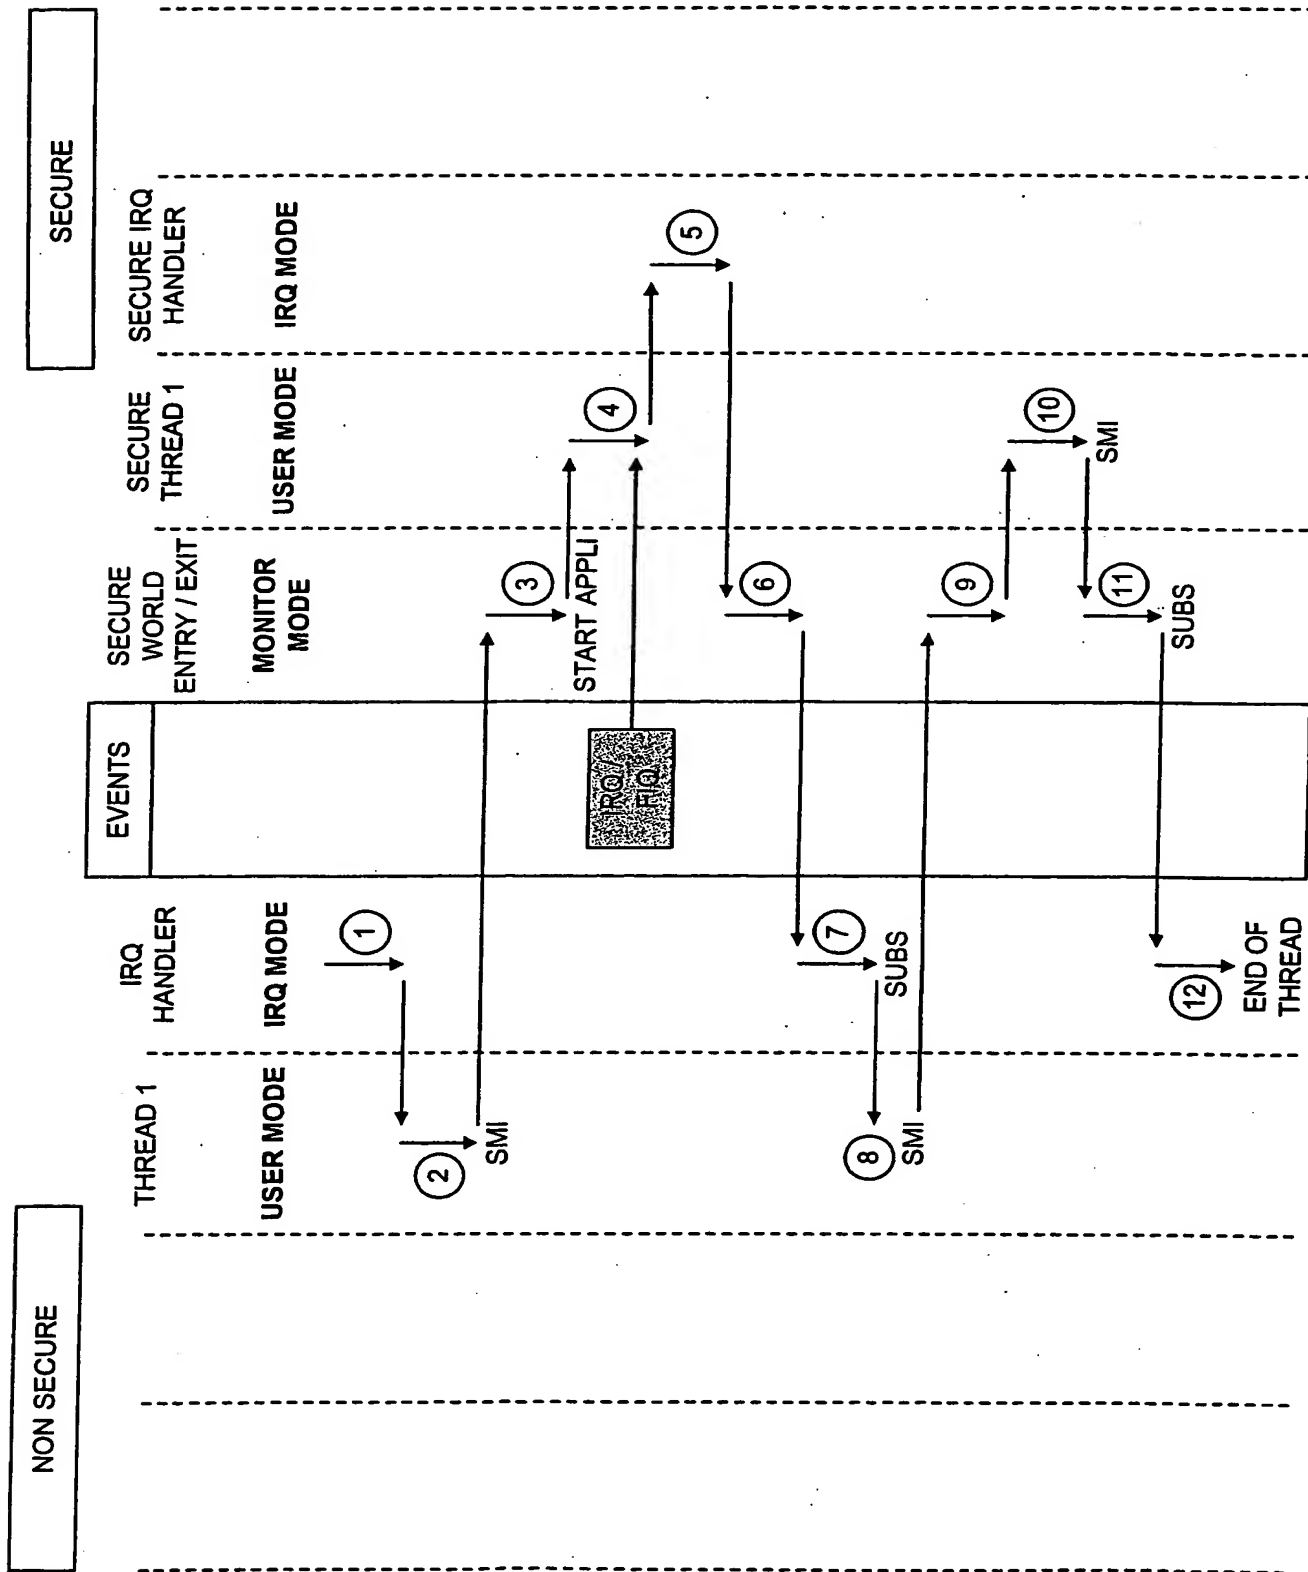 NON SECURE
SECURE
THREAD 1
USER MODE
IRQ
HANDLER
IRQ MODE
EVENTS
SECURE
WORLD
ENTRY / EXIT
MONITOR
MODE
SECURE
THREAD 1
USER MODE
SECURE IRQ
HANDLER
IRQ MODE
1
2
SMI
3
START APPLI
IRQ /
FIQ
4
5
6
7
SUBS
8
SMI
9
10
SMI
11
SUBS
12
END OF
THREAD